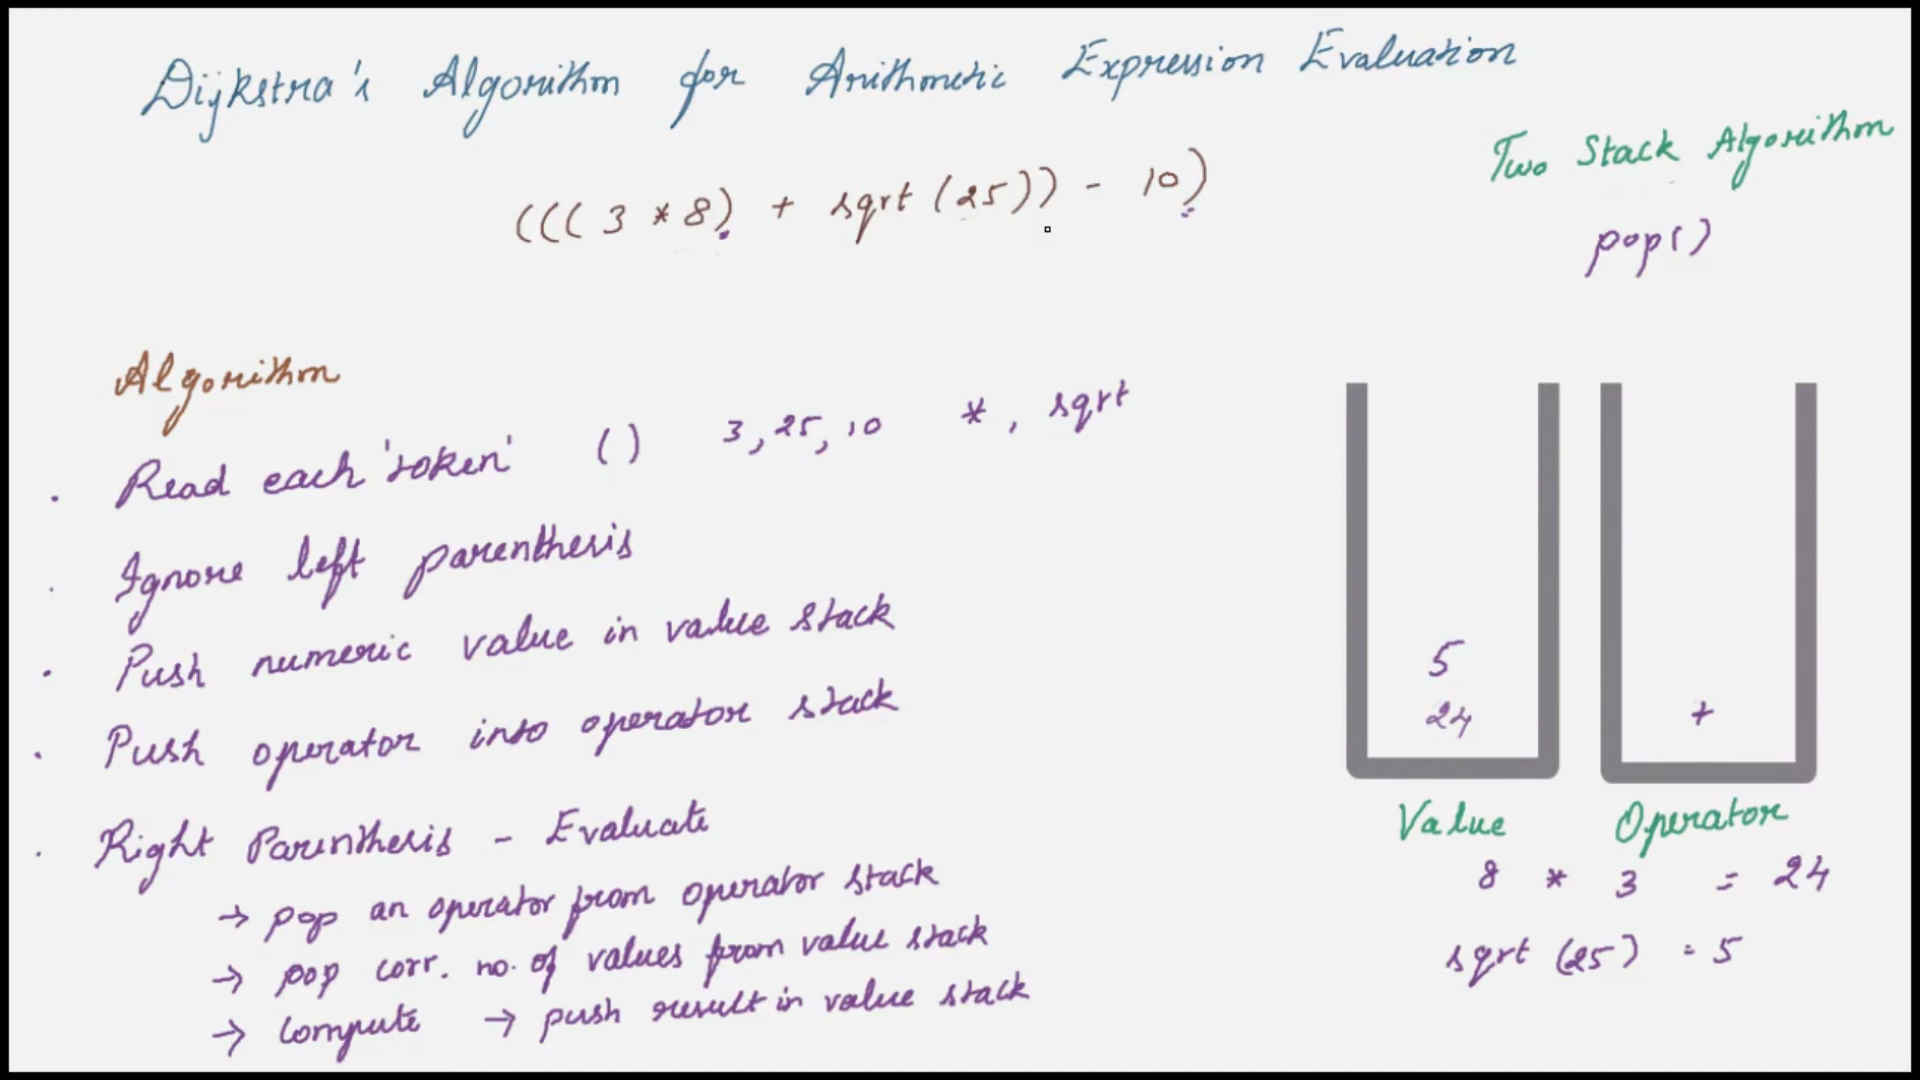 Dijkstra's Algorithm for Arithmetic Expression Evaluation
Two Stack Algorithm
(((3 * 8) + sqrt (25)) - 10)
pop()
Algorithm
. Read each 'token' ( ) 3, 25, 10 *, sqrt
. Ignore left parenthesis
. Push numeric value in value stack
. Push operator into operator stack
. Right Parenthesis - Evaluate
→ pop an operator from operator stack
→ pop corr. no. of values from value stack
→ compute → push result in value stack
5
24
+
Value Operator
8 * 3 = 24
sqrt (25) = 5